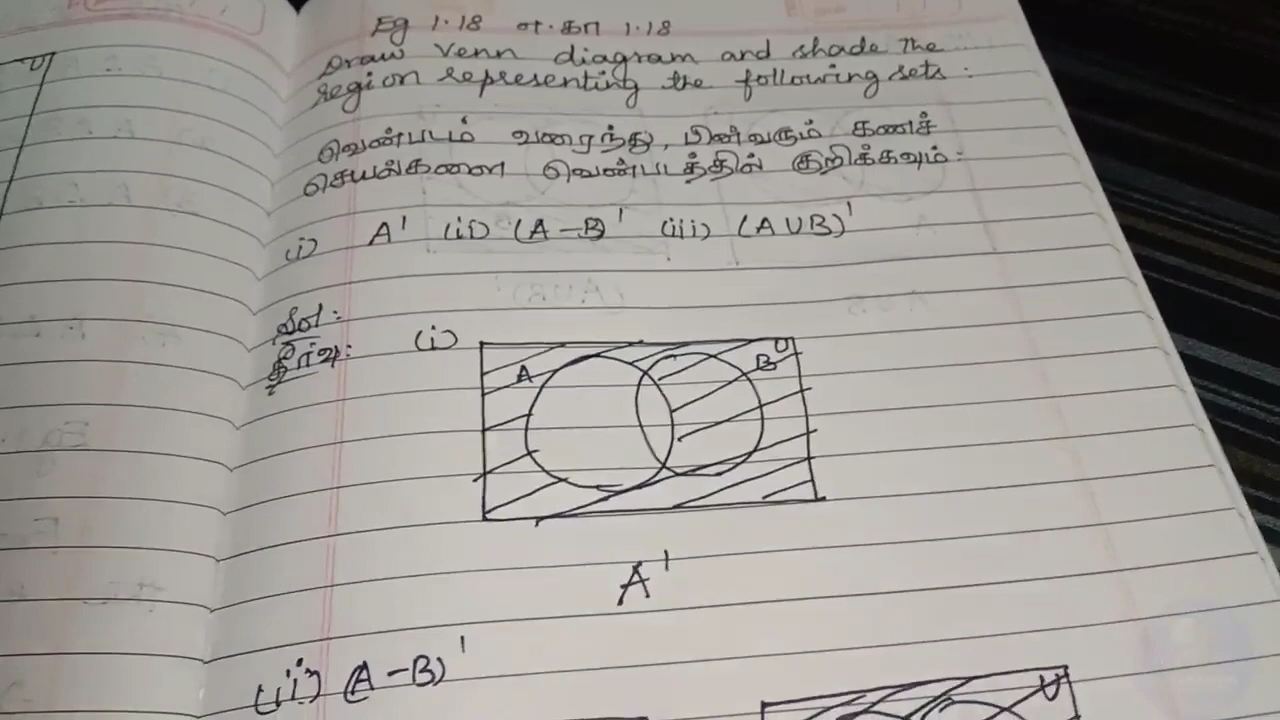 Eg 1.18 எ.கா 1.18
Draw Venn diagram and shade the
region representing the following sets:
வெண்படம் வரைந்து, பின்வரும் கணச்
செயல்களை வெண்படத்தில் குறிக்கவும்:
(i) A' (ii) (A-B)' (iii) (AUB)'
Sol:
தீர்வு:
(i)
A
B
U
A'
(ii) (A-B)'
U